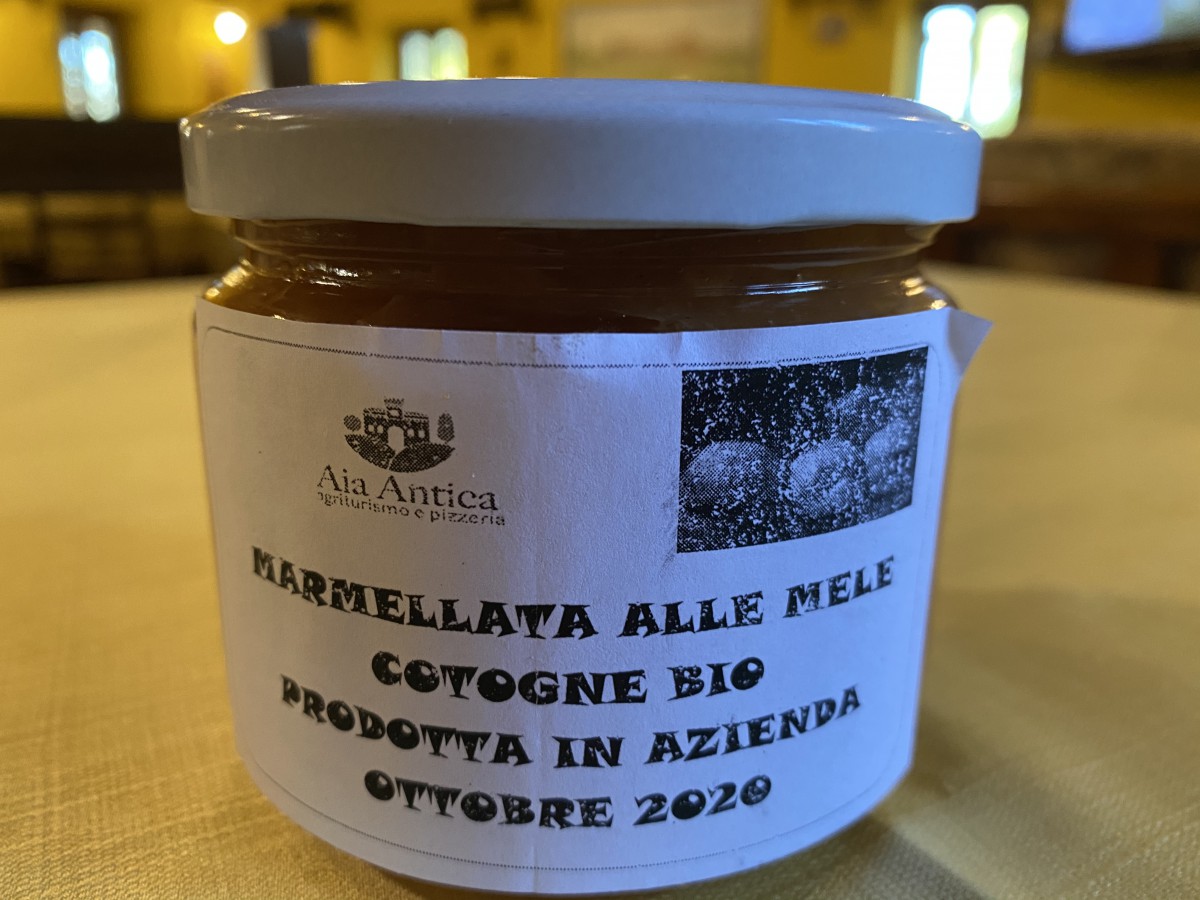 Aia Antica
agriturismo e pizzeria
MARMELLATA ALLE MELE
COTOGNE BIO
PRODOTTA IN AZIENDA
OTTOBRE 2020